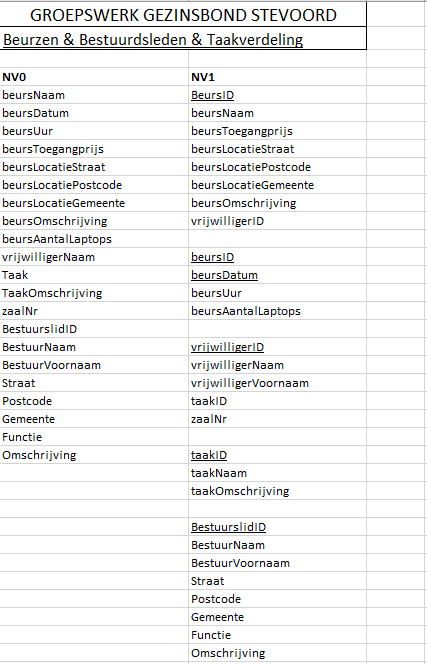 GROEPSWERK GEZINSBOND STEVOORD
Beurzen & Bestuurdsleden & Taakverdeling
NV0 NV1
beursNaam BeursID
beursDatum beursNaam
beursUur beursToegangprijs
beursToegangprijs beursLocatieStraat
beursLocatieStraat beursLocatiePostcode
beursLocatiePostcode beursLocatieGemeente
beursLocatieGemeente beursOmschrijving
beursOmschrijving vrijwilligerID
beursAantalLaptops
vrijwilligerNaam beursID
Taak beursDatum
TaakOmschrijving beursUur
zaalNr beursAantalLaptops
BestuurslidID
BestuurNaam vrijwilligerID
BestuurVoornaam vrijwilligerNaam
Straat vrijwilligerVoornaam
Postcode taakID
Gemeente zaalNr
Functie
Omschrijving taakID
taakNaam
taakOmschrijving
BestuurslidID
BestuurNaam
BestuurVoornaam
Straat
Postcode
Gemeente
Functie
Omschrijving